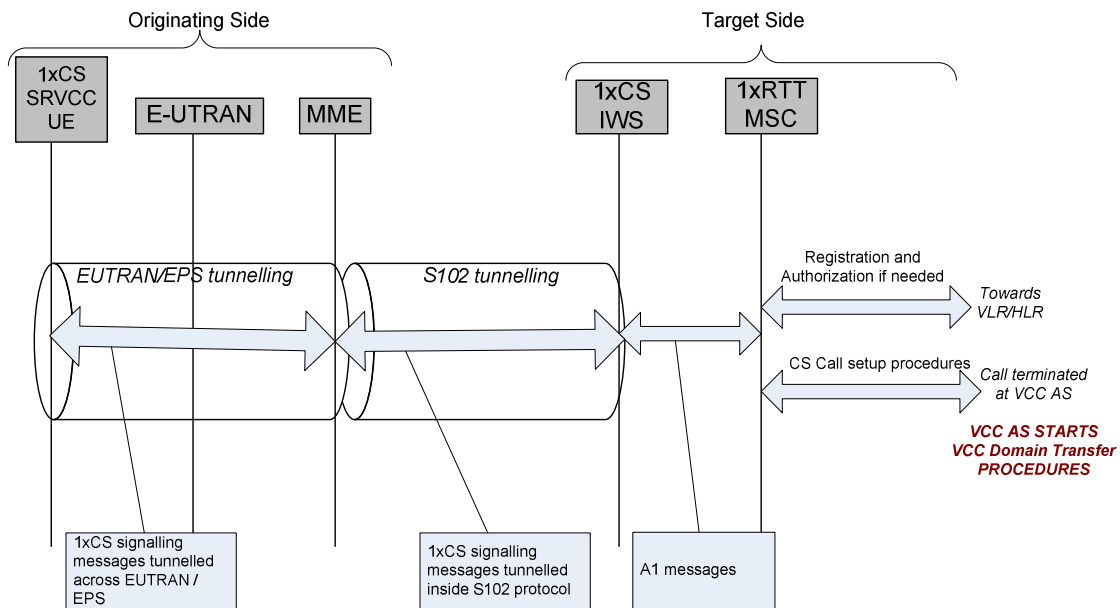 Originating Side
Target Side
1xCS
SRVCC
UE
E-UTRAN
MME
1xCS
IWS
1xRTT
MSC
EUTRAN/EPS tunnelling
S102 tunnelling
Registration and
Authorization if needed
Towards
VLR/HLR
CS Call setup procedures
Call terminated
at VCC AS
VCC AS STARTS
VCC Domain Transfer
PROCEDURES
1xCS signalling
messages tunnelled
across EUTRAN /
EPS
1xCS signalling
messages tunnelled
inside S102 protocol
A1 messages